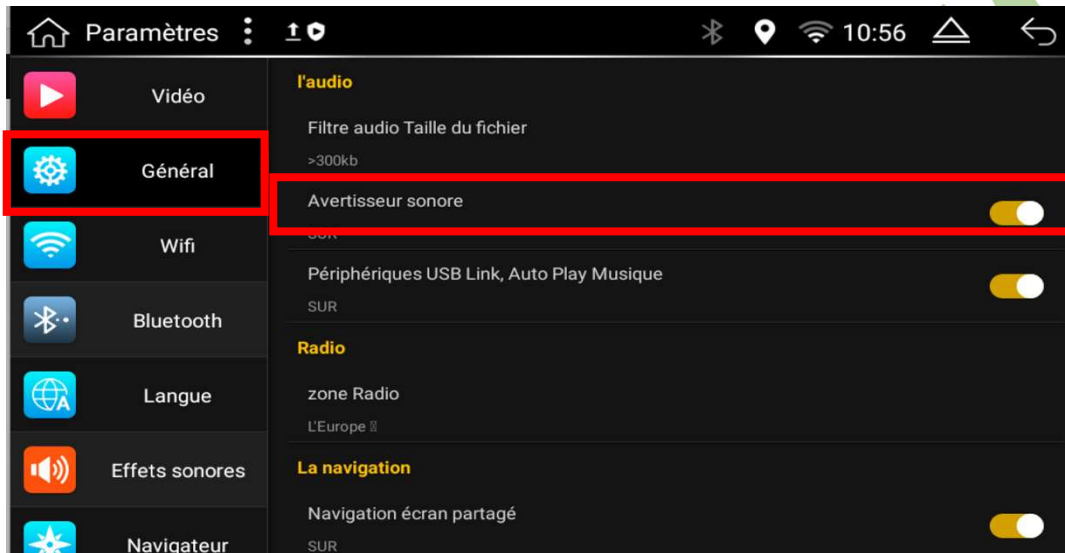 Paramètres
10:56
Vidéo
Général
Wifi
Bluetooth
Langue
Effets sonores
Navigateur
l'audio
Filtre audio Taille du fichier
>300kb
Avertisseur sonore
SUR
Périphériques USB Link, Auto Play Musique
SUR
Radio
zone Radio
L'Europe
La navigation
Navigation écran partagé
SUR